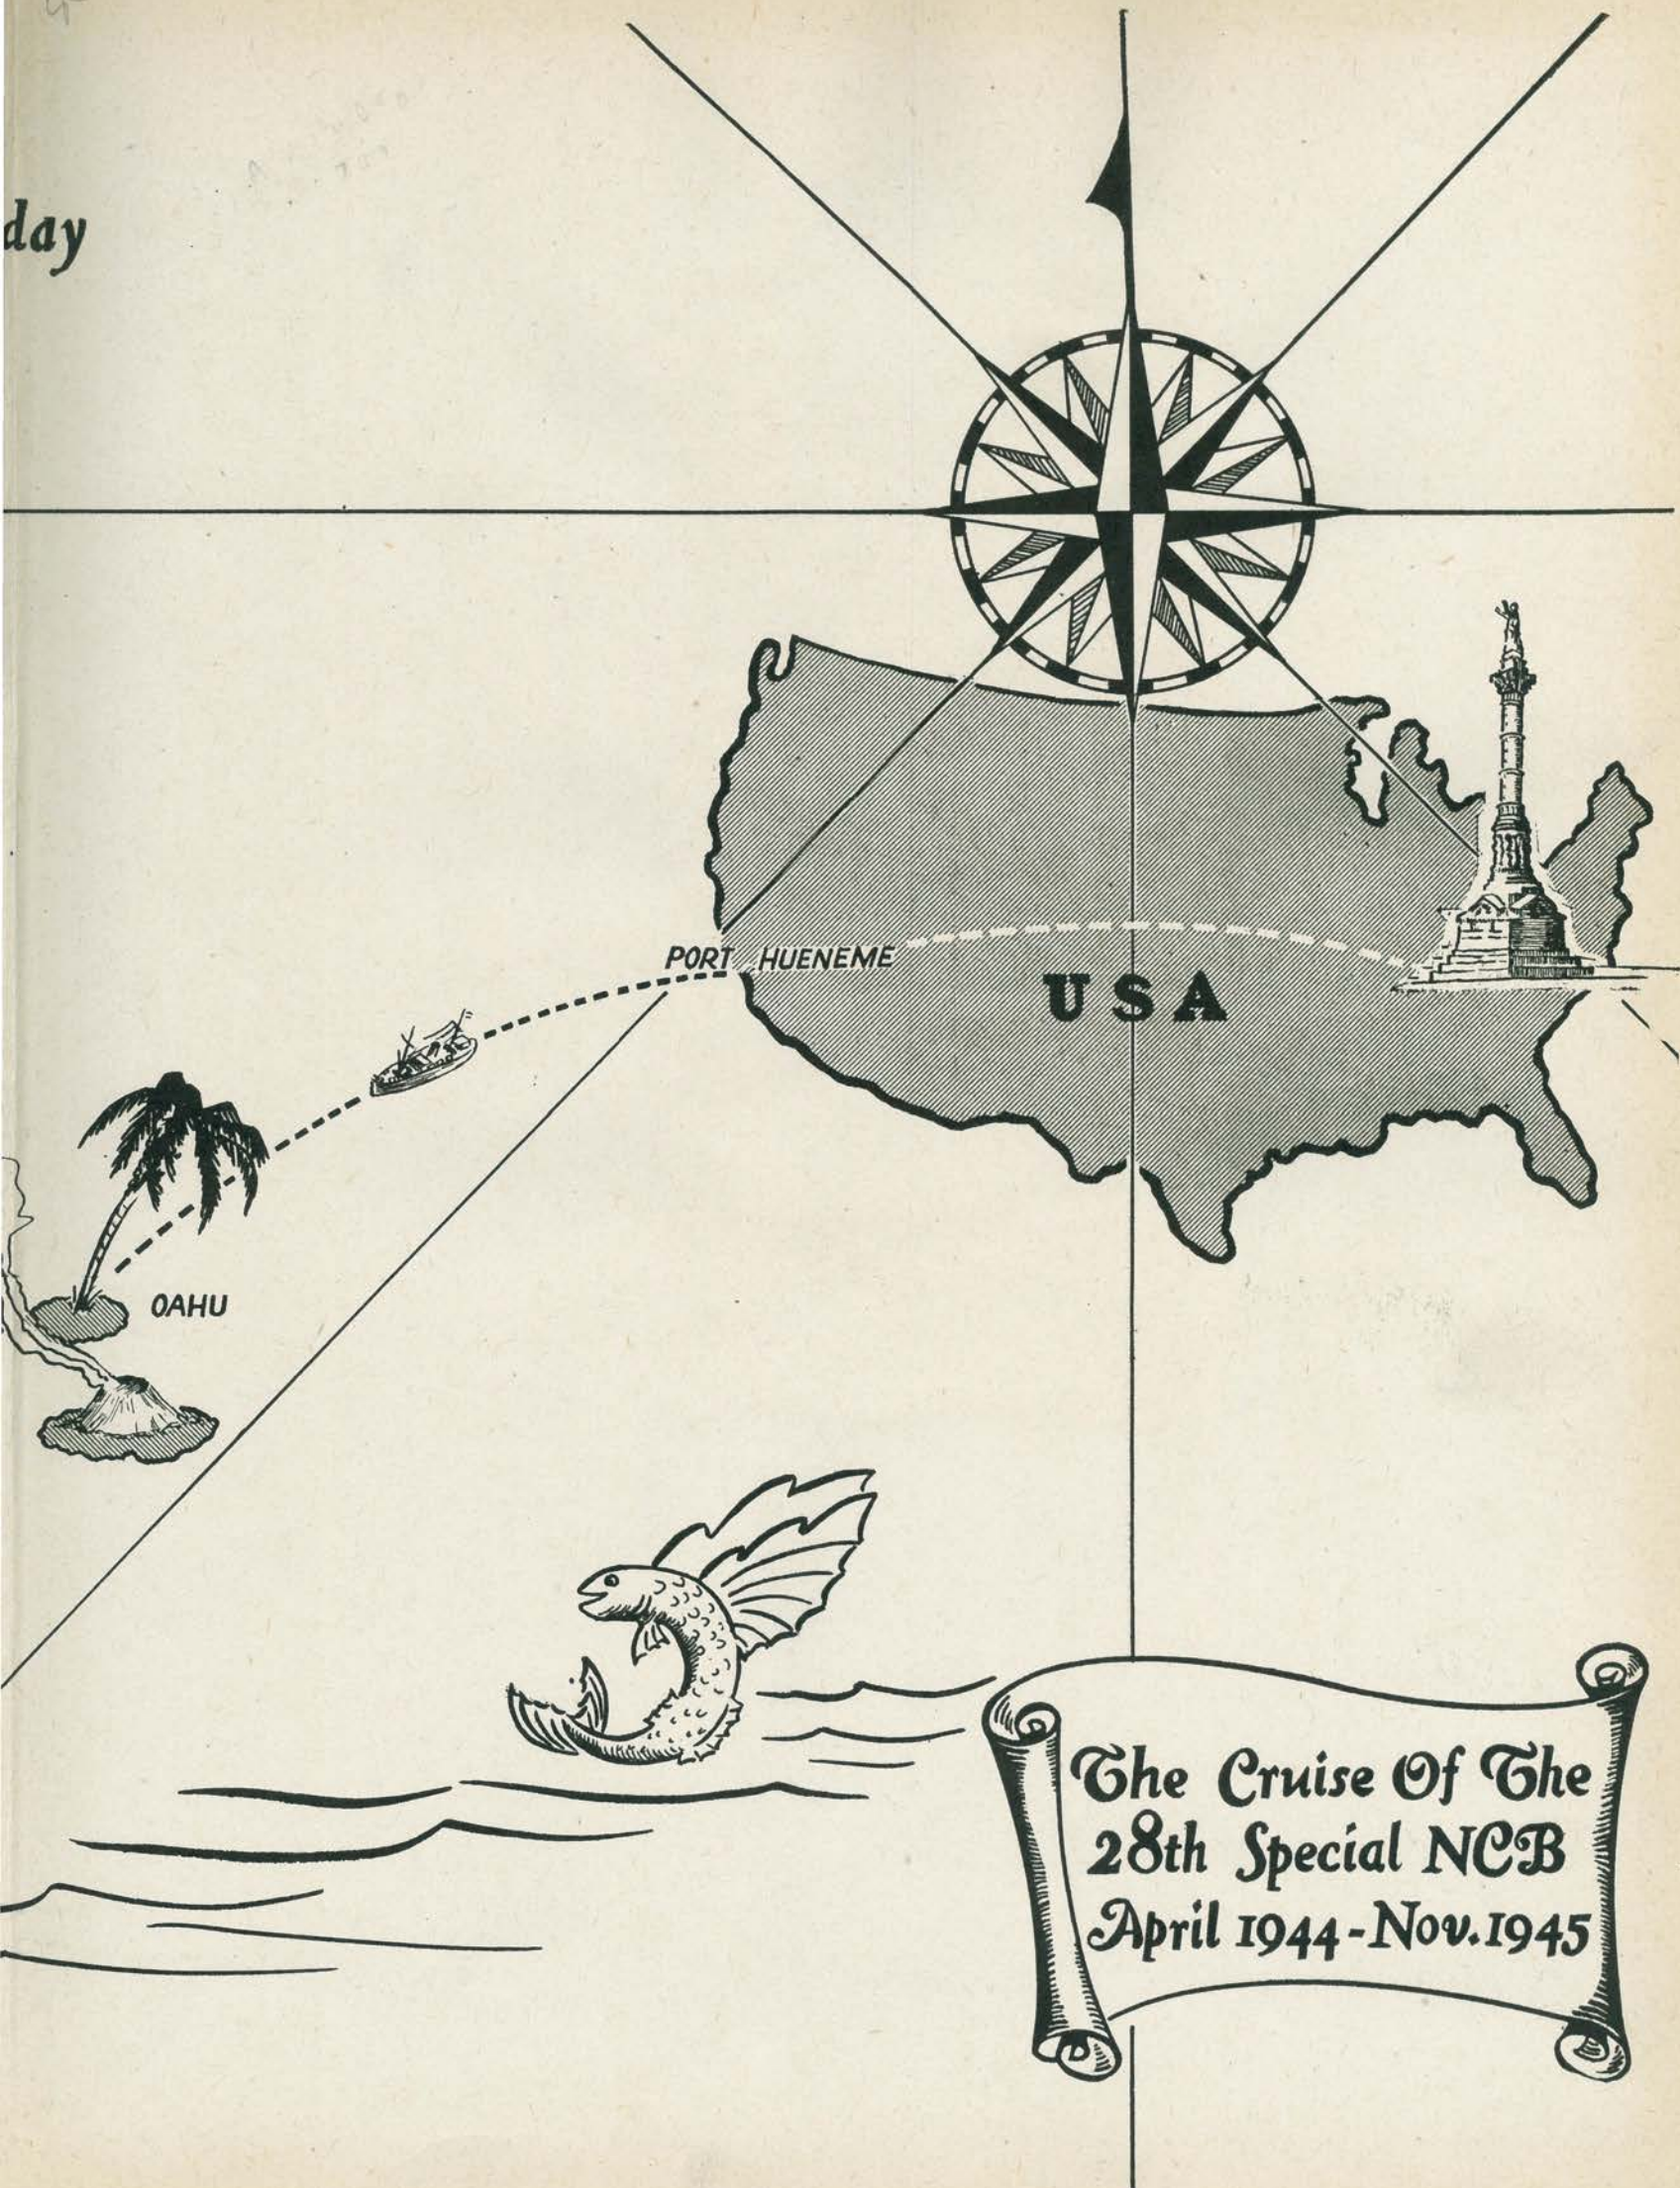 day
PORT HUENEME
USA
OAHU
The Cruise Of The
28th Special NCB
April 1944-Nov.1945